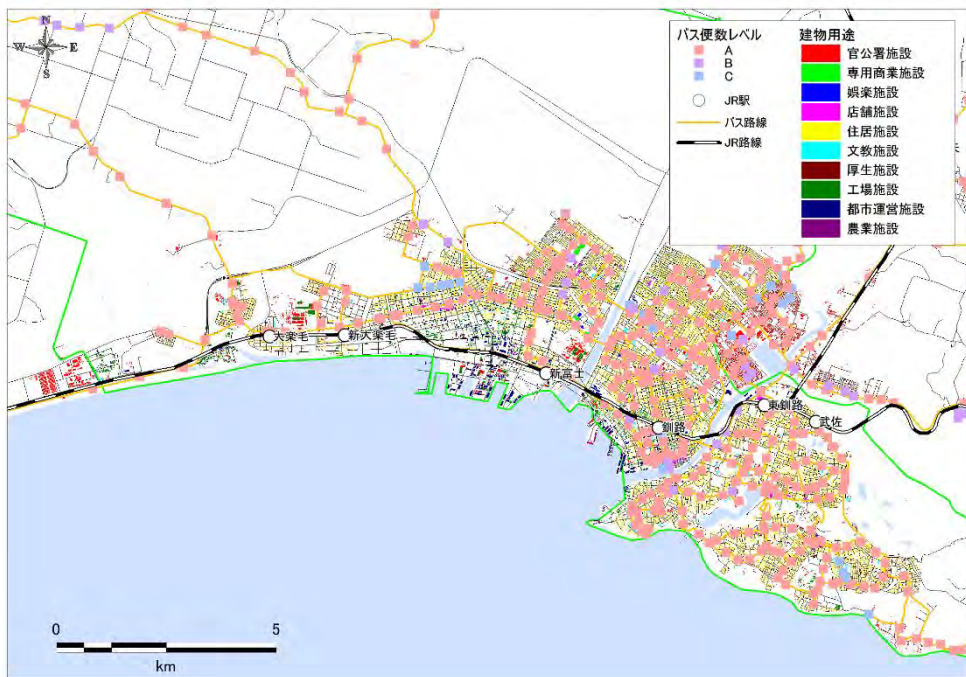 N
W
E
S
バス便数レベル
A
B
C
JR駅
バス路線
JR路線
建物用途
官公署施設
専用商業施設
娯楽施設
店舗施設
住居施設
文教施設
厚生施設
工場施設
都市運営施設
農業施設
大楽毛
新大楽毛
新富士
釧路
東釧路
武佐
0
5
km